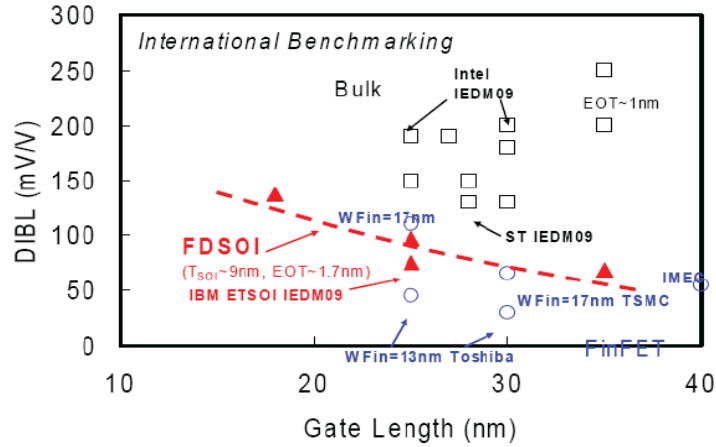 300
250
200
150
100
50
0
DIBL (mV/V)
International Benchmarking
Bulk
Intel
IEDM09
EOT~1nm
WFin=17nm
ST IEDM09
FDSOI
(TSOI~9nm, EOT~1.7nm)
IBM ETSOI IEDM09
IMEC
WFin=17nm TSMC
WFin=13nm Toshiba
FinFET
10
20
30
40
Gate Length (nm)